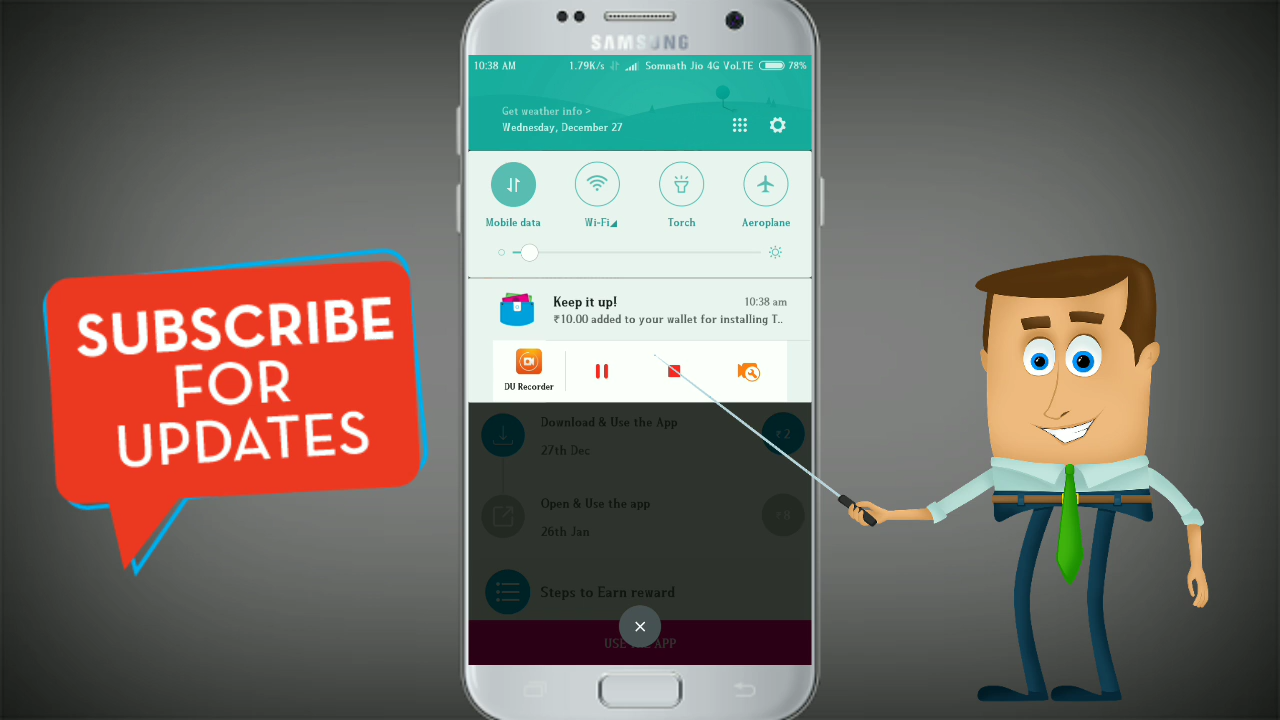 SAMSUNG
10:38 AM 1.79K/s Somnath Jio 4G VoLTE 78%
Get weather info >
Wednesday, December 27
Mobile data Wi-Fi Torch Aeroplane
Keep it up! 10:38 am
₹10.00 added to your wallet for installing T..
DU Recorder
Download & Use the App ₹2
27th Dec
Open & Use the app ₹8
26th Jan
Steps to Earn reward
APP
SUBSCRIBE
FOR
UPDATES